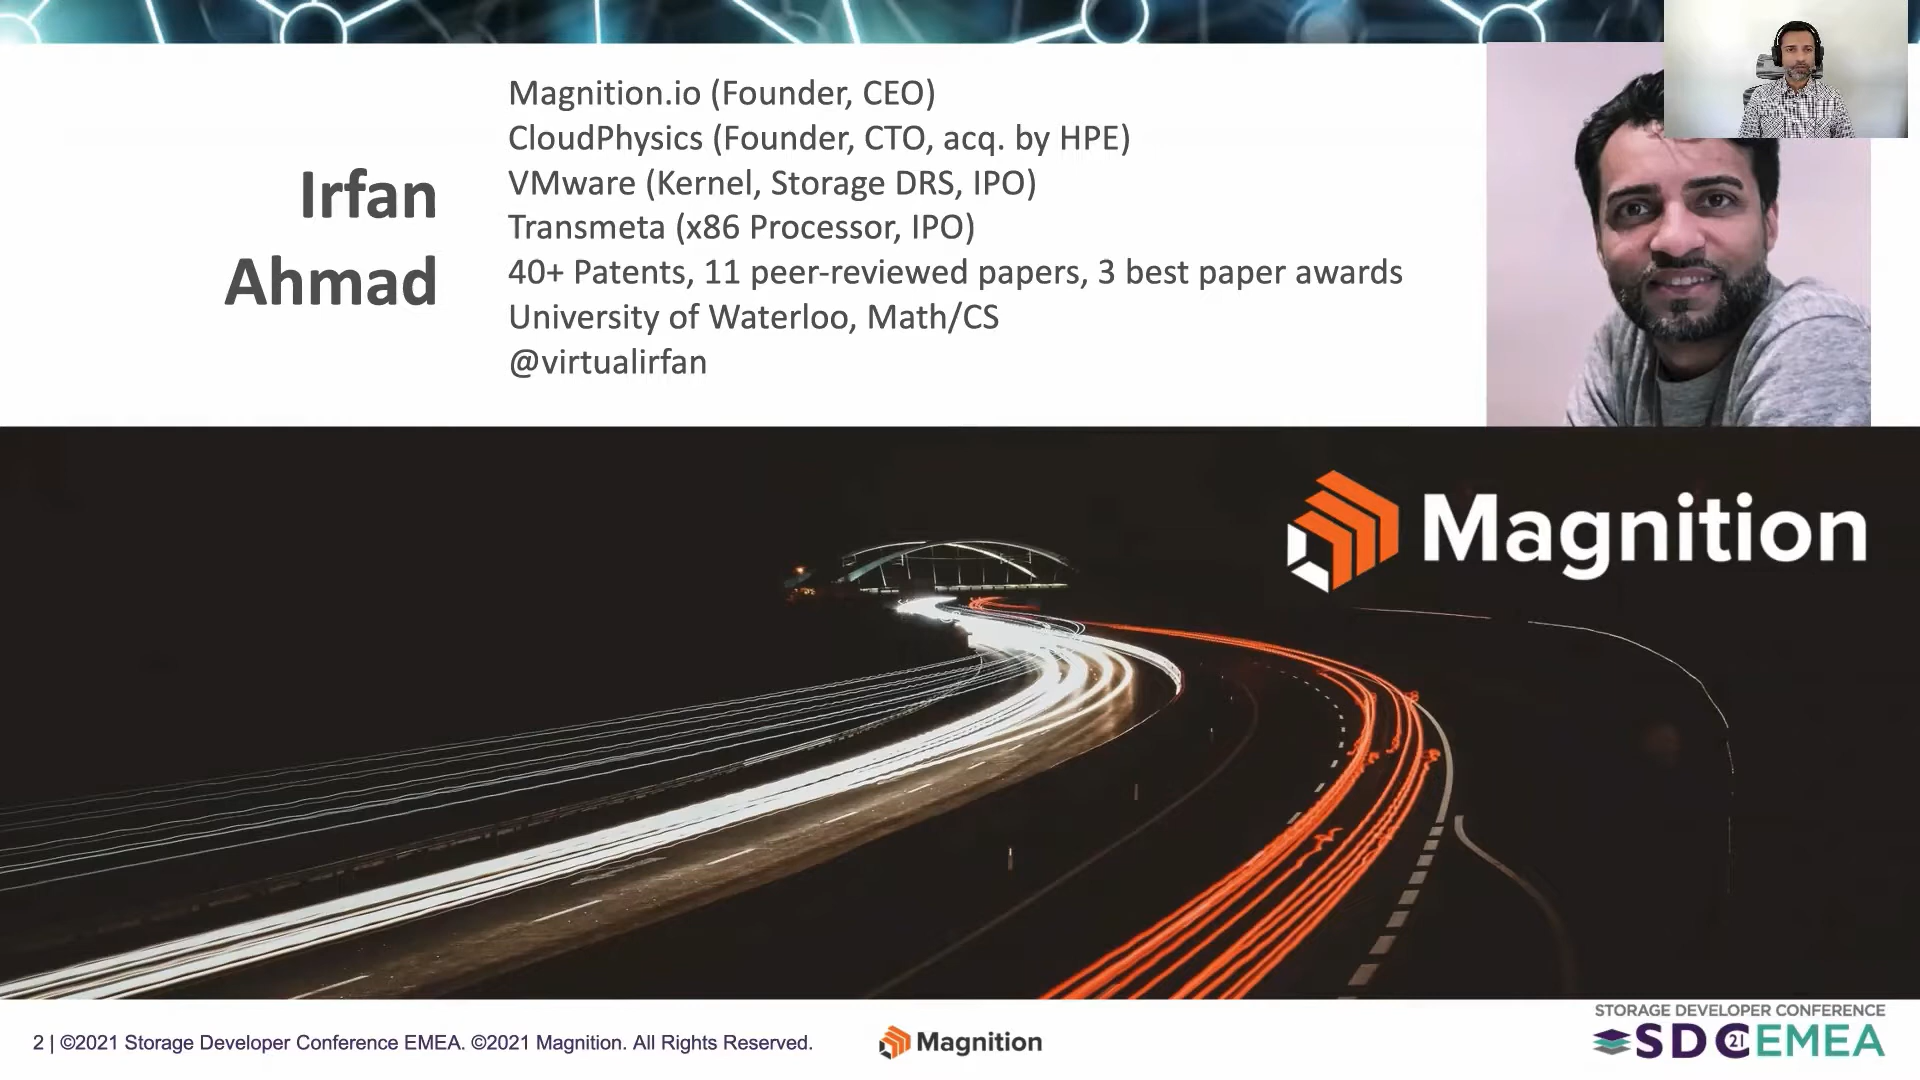 Irfan
Ahmad
Magnition.io (Founder, CEO)
CloudPhysics (Founder, CTO, acq. by HPE)
VMware (Kernel, Storage DRS, IPO)
Transmeta (x86 Processor, IPO)
40+ Patents, 11 peer-reviewed papers, 3 best paper awards
University of Waterloo, Math/CS
@virtualirfan
Magnition
2 | ©2021 Storage Developer Conference EMEA. ©2021 Magnition. All Rights Reserved.
Magnition
STORAGE DEVELOPER CONFERENCE
SDC21EMEA